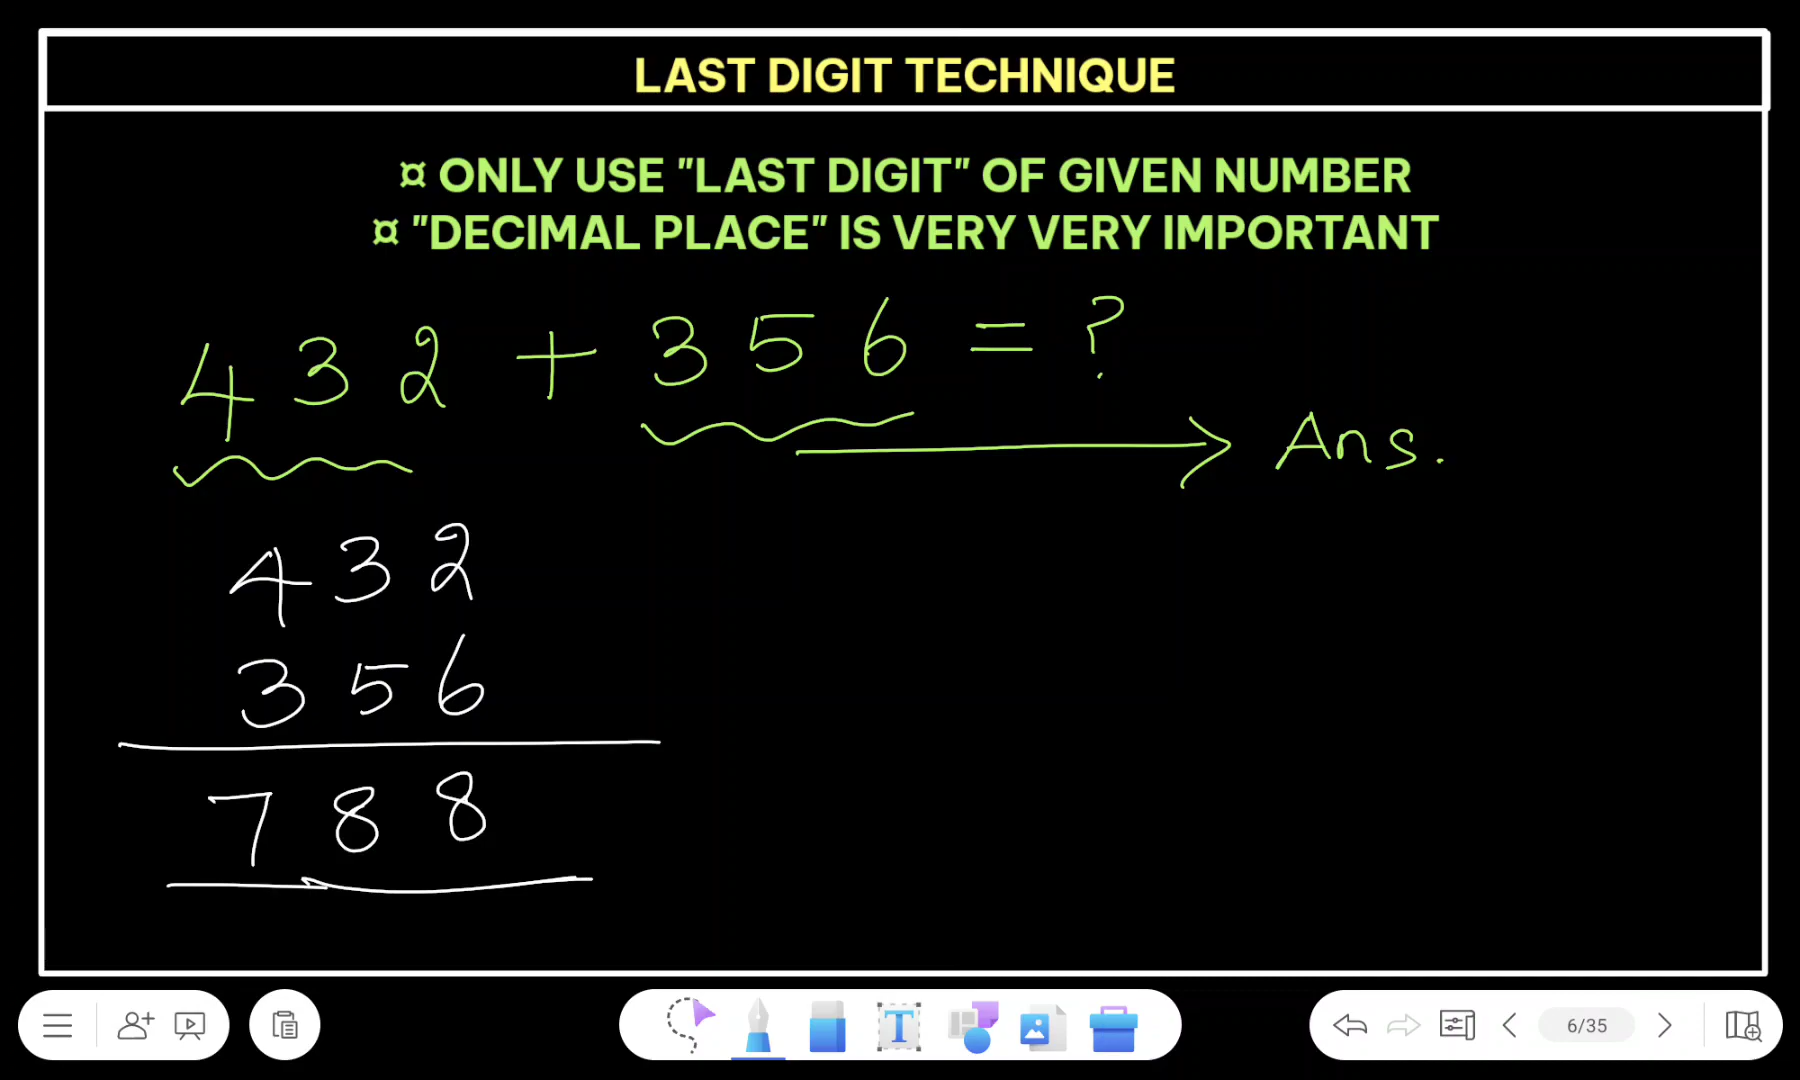 LAST DIGIT TECHNIQUE
¤ ONLY USE "LAST DIGIT" OF GIVEN NUMBER
¤ "DECIMAL PLACE" IS VERY VERY IMPORTANT
432 + 356 = ?
Ans.
432
356
788
T
6/35